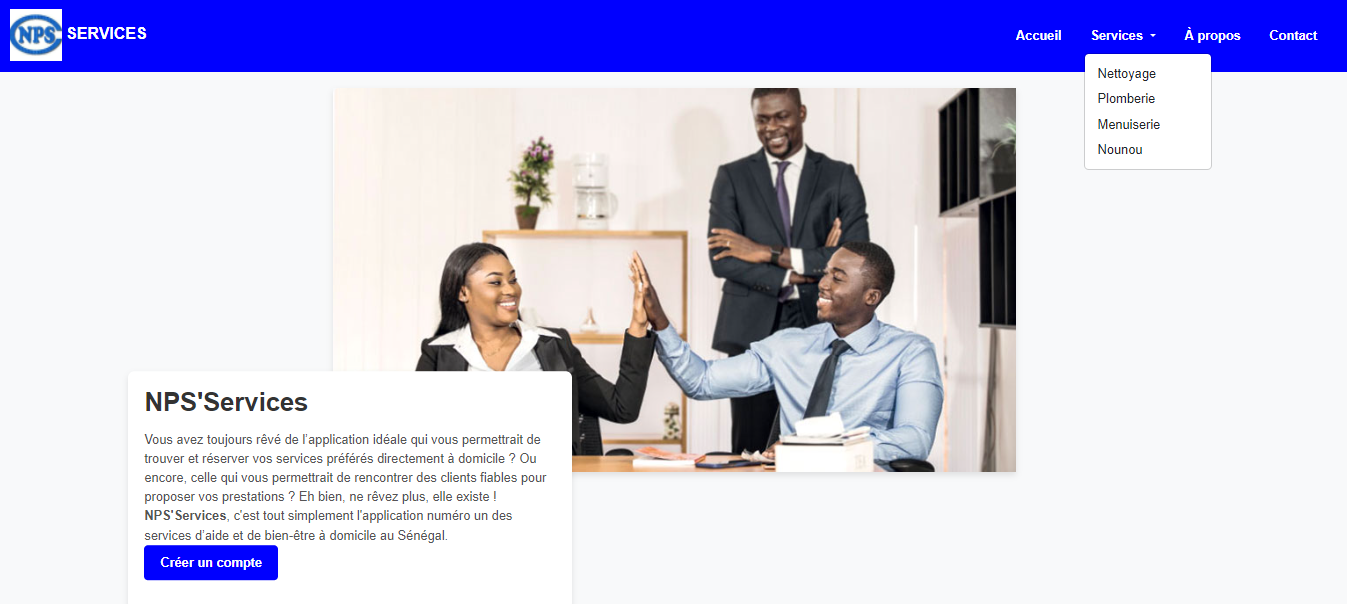 NPS SERVICES
Accueil Services À propos Contact
Nettoyage
Plomberie
Menuiserie
Nounou
NPS'Services
Vous avez toujours rêvé de l’application idéale qui vous permettrait de
trouver et réserver vos services préférés directement à domicile ? Ou
encore, celle qui vous permettrait de rencontrer des clients fiables pour
proposer vos prestations ? Eh bien, ne rêvez plus, elle existe !
NPS'Services, c'est tout simplement l'application numéro un des
services d’aide et de bien-être à domicile au Sénégal.
Créer un compte